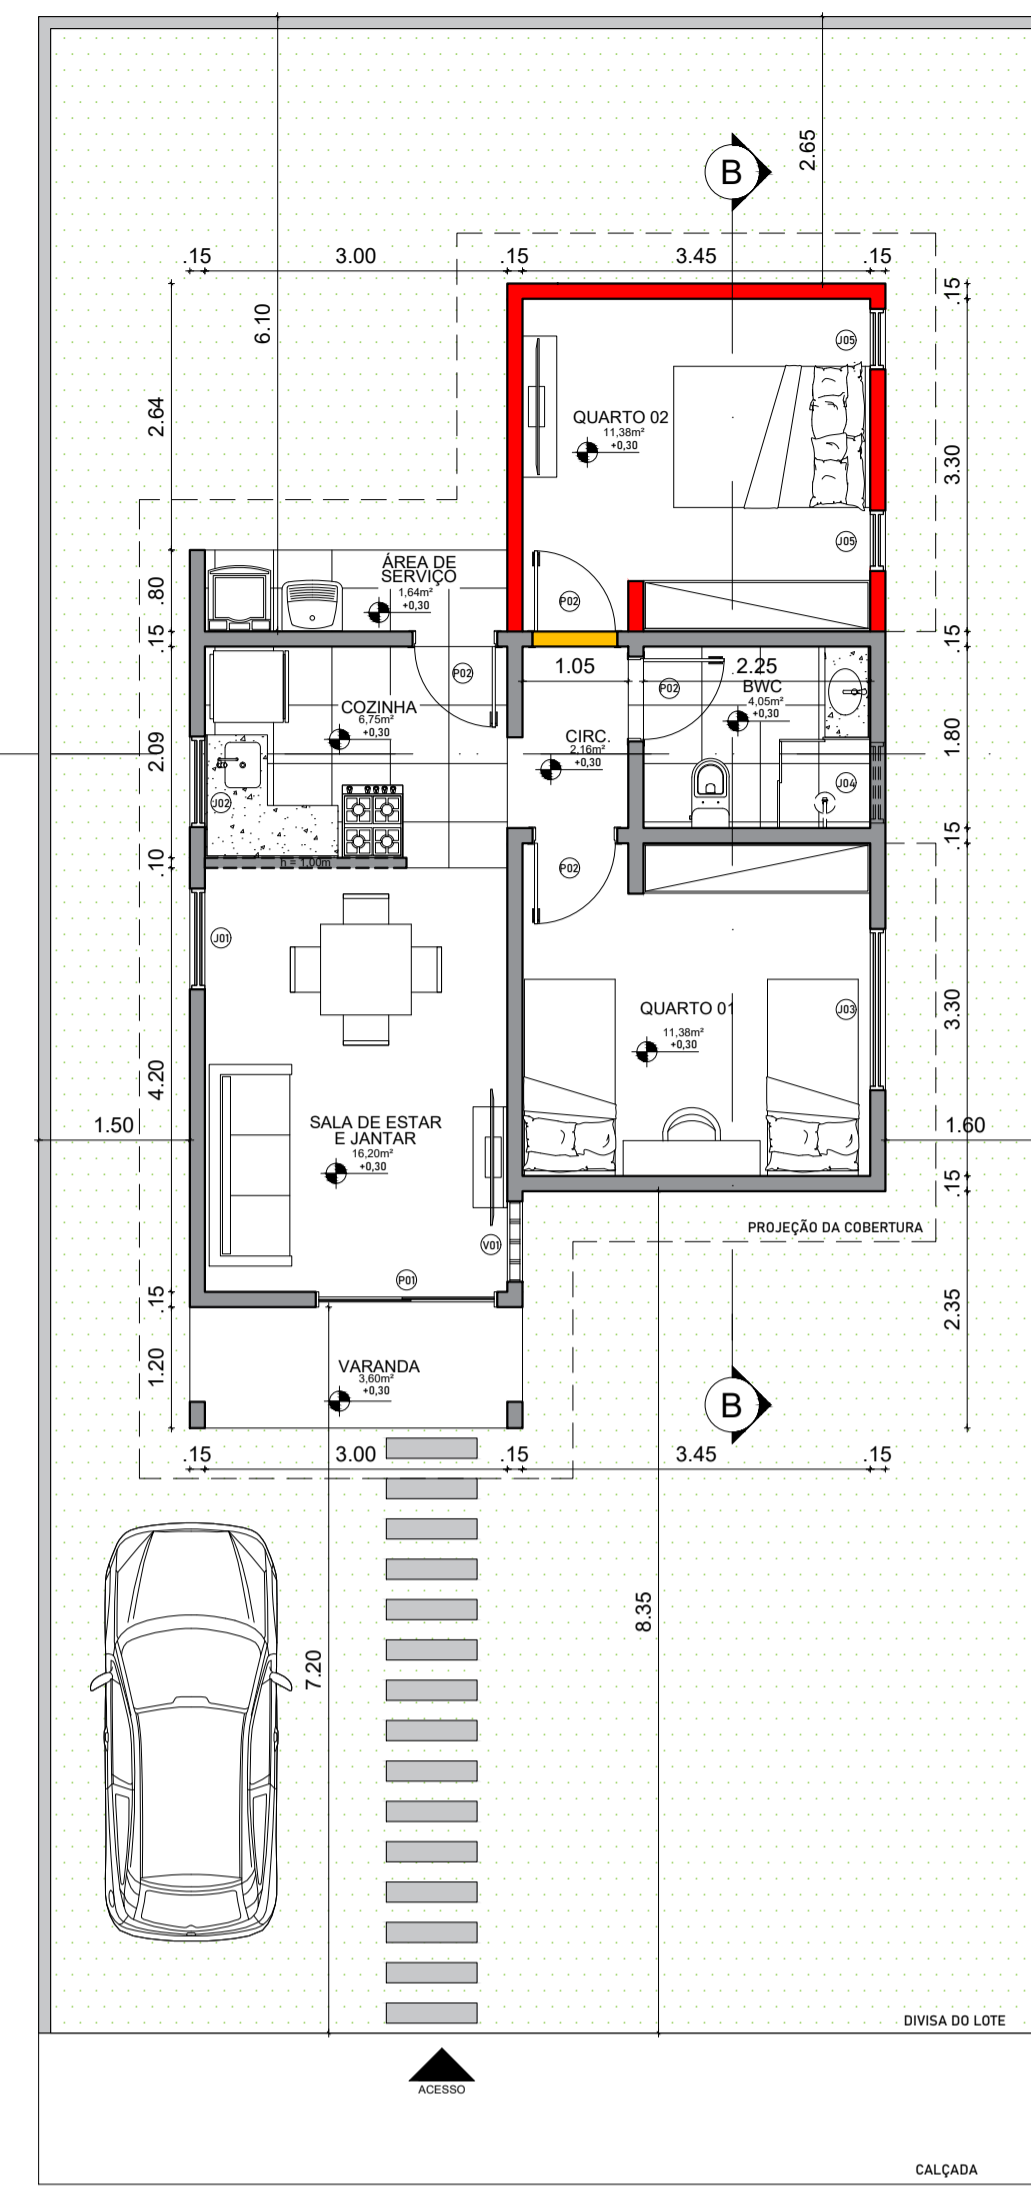 B
2.65
.15
3.00
.15
3.45
.15
6.10
.15
J05
2.64
QUARTO 02
11,38m²
+0,30
3.30
J05
ÁREA DE
SERVIÇO
1,64m²
+0,30
.80
P02
.15
.15
1.05
2.25
P02
P02
BWC
4,05m²
+0,30
COZINHA
6,75m²
+0,30
CIRC.
2,16m²
+0,30
2.09
1.80
J02
J04
.10
h = 1.00m
P02
.15
J01
QUARTO 01
11,38m²
+0,30
J03
3.30
4.20
1.50
SALA DE ESTAR
E JANTAR
16,20m²
+0,30
1.60
.15
PROJEÇÃO DA COBERTURA
V01
P01
.15
2.35
1.20
VARANDA
3,60m²
+0,30
B
.15
3.00
.15
3.45
.15
8.35
7.20
DIVISA DO LOTE
ACESSO
CALÇADA